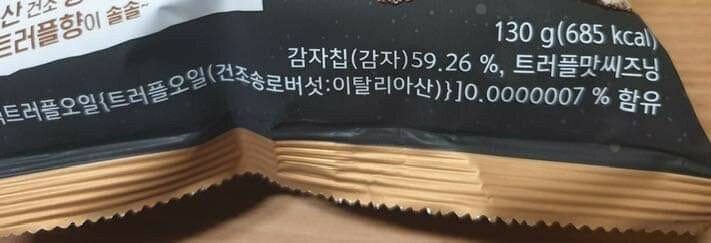 산 건조
트러플향이 솔솔~
130 g(685 kcal)
감자칩(감자)59.26 %, 트러플맛씨즈닝
트러플오일{트러플오일(건조송로버섯:이탈리아산)}]0.0000007 % 함유